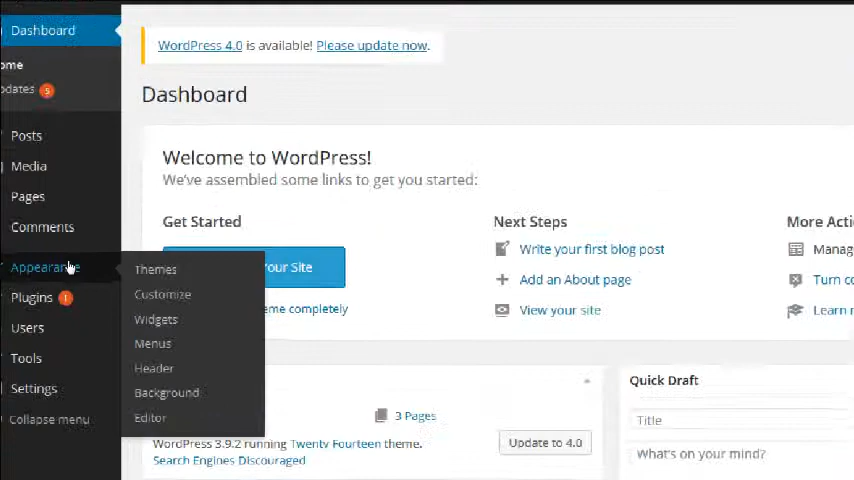 Dashboard
ome
pdates 5
Posts
Media
Pages
Comments
Appearance
Plugins 1
Users
Tools
Settings
Collapse menu
Themes
Customize
Widgets
Menus
Header
Background
Editor
WordPress 4.0 is available! Please update now.
Dashboard
Welcome to WordPress!
We've assembled some links to get you started:
Get Started
our Site
eme completely
Next Steps
Write your first blog post
Add an About page
View your site
More Actio
Manag
Turn c
Learn r
3 Pages
WordPress 3.9.2 running Twenty Fourteen theme.
Update to 4.0
Search Engines Discouraged
Quick Draft
Title
What's on your mind?